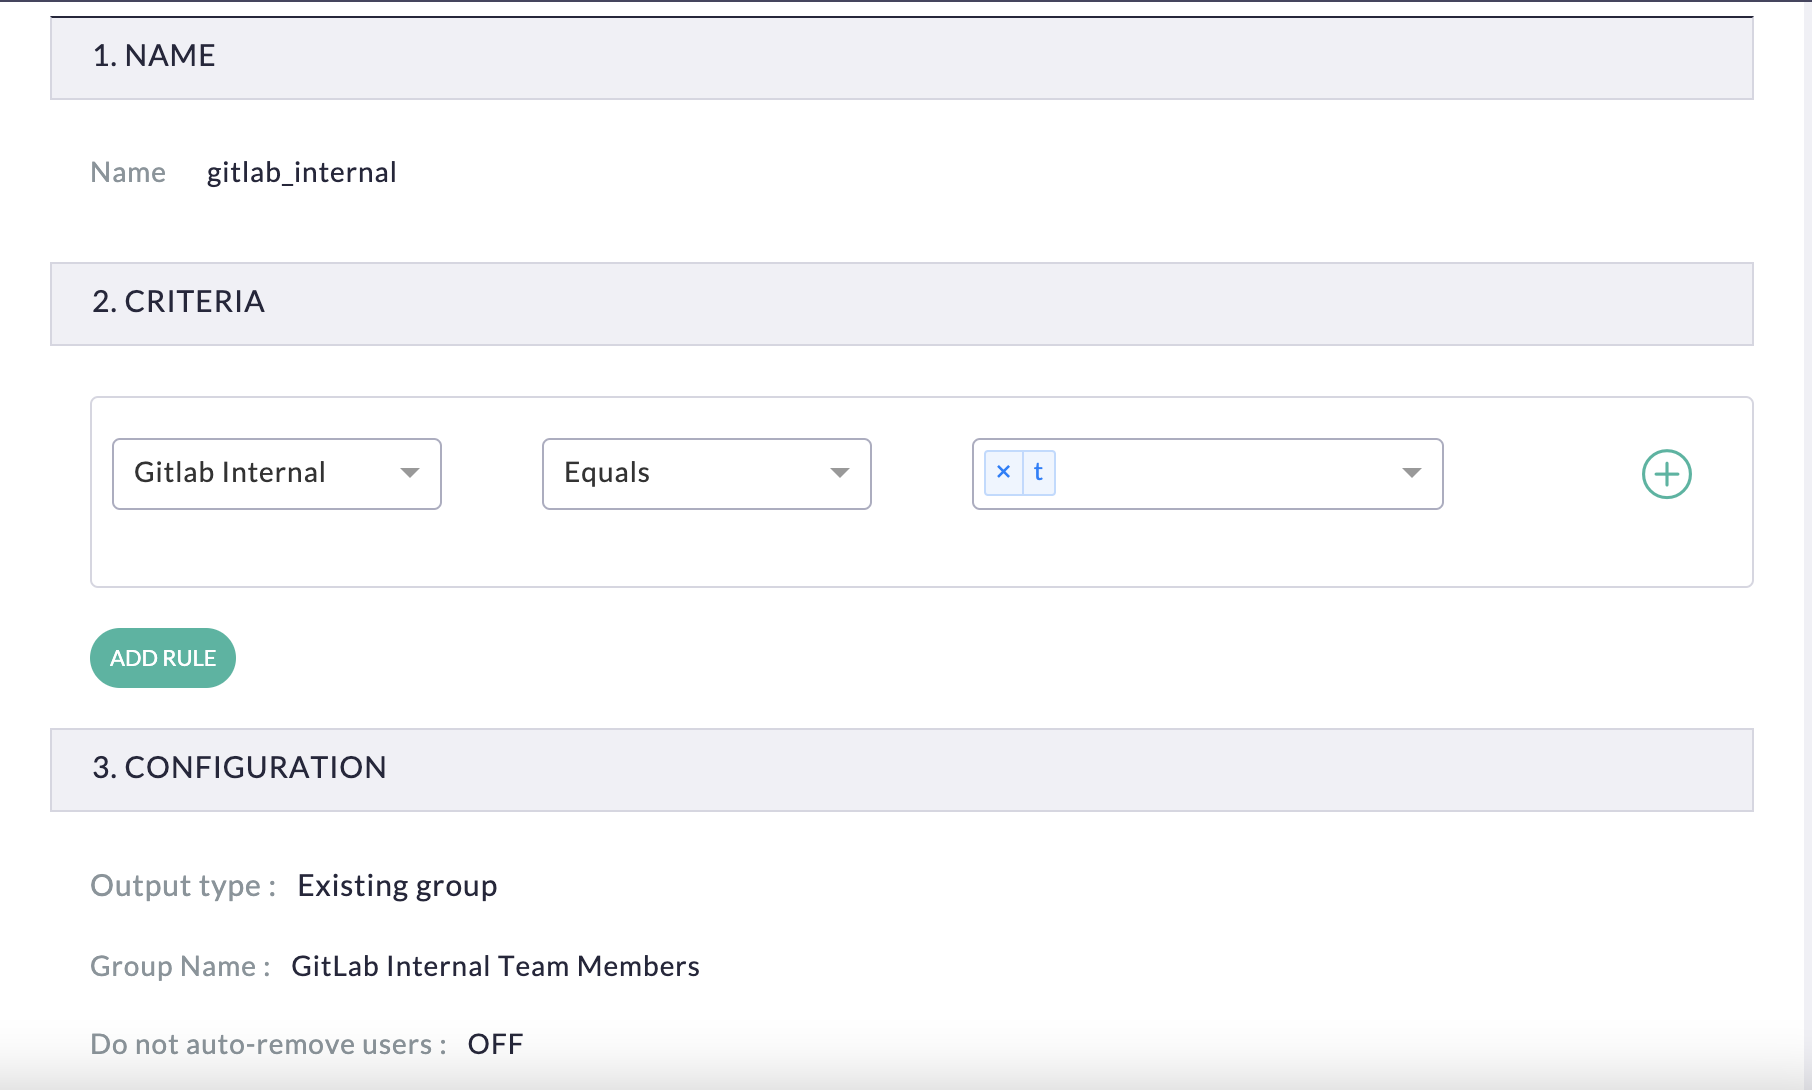 1. NAME
Name gitlab_internal
2. CRITERIA
Gitlab Internal Equals × t
ADD RULE
3. CONFIGURATION
Output type : Existing group
Group Name : GitLab Internal Team Members
Do not auto-remove users : OFF